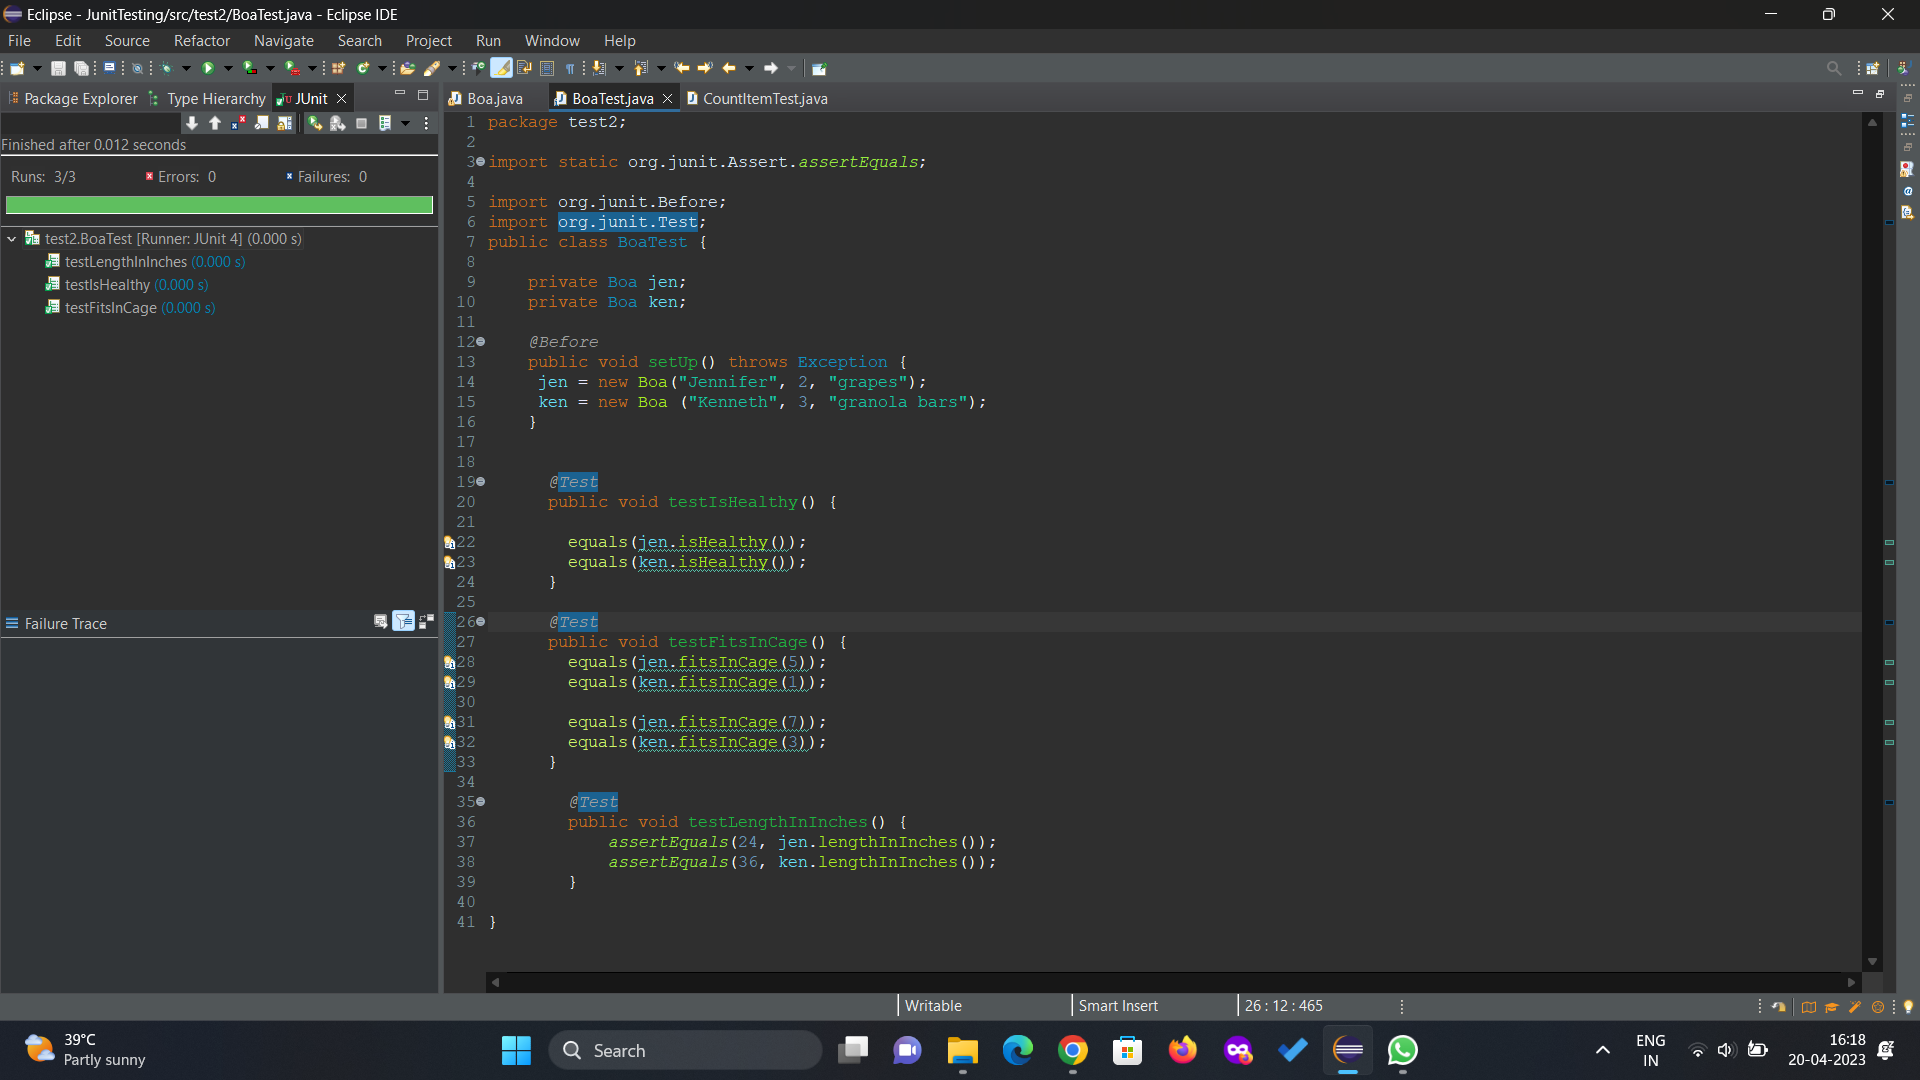 Eclipse - JunitTesting/src/test2/BoaTest.java - Eclipse IDE
File Edit Source Refactor Navigate Search Project Run Window Help
Package Explorer Type Hierarchy JUnit
Boa.java BoaTest.java CountItemTest.java
Finished after 0.012 seconds
Runs: 3/3 Errors: 0 Failures: 0
test2.BoaTest [Runner: JUnit 4] (0.000 s)
testLengthInInches (0.000 s)
testIsHealthy (0.000 s)
testFitsInCage (0.000 s)
Failure Trace
1 package test2;
2
3 import static org.junit.Assert.assertEquals;
4
5 import org.junit.Before;
6 import org.junit.Test;
7 public class BoaTest {
8
9 private Boa jen;
10 private Boa ken;
11
12 @Before
13 public void setUp() throws Exception {
14 jen = new Boa("Jennifer", 2, "grapes");
15 ken = new Boa ("Kenneth", 3, "granola bars");
16 }
17
18
19 @Test
20 public void testIsHealthy() {
21
22 equals(jen.isHealthy());
23 equals(ken.isHealthy());
24 }
25
26 @Test
27 public void testFitsInCage() {
28 equals(jen.fitsInCage(5));
29 equals(ken.fitsInCage(1));
30
31 equals(jen.fitsInCage(7));
32 equals(ken.fitsInCage(3));
33 }
34
35 @Test
36 public void testLengthInInches() {
37 assertEquals(24, jen.lengthInInches());
38 assertEquals(36, ken.lengthInInches());
39 }
40
41 }
Writable Smart Insert 26 : 12 : 465
39°C
Partly sunny
Search
ENG
IN
16:18
20-04-2023